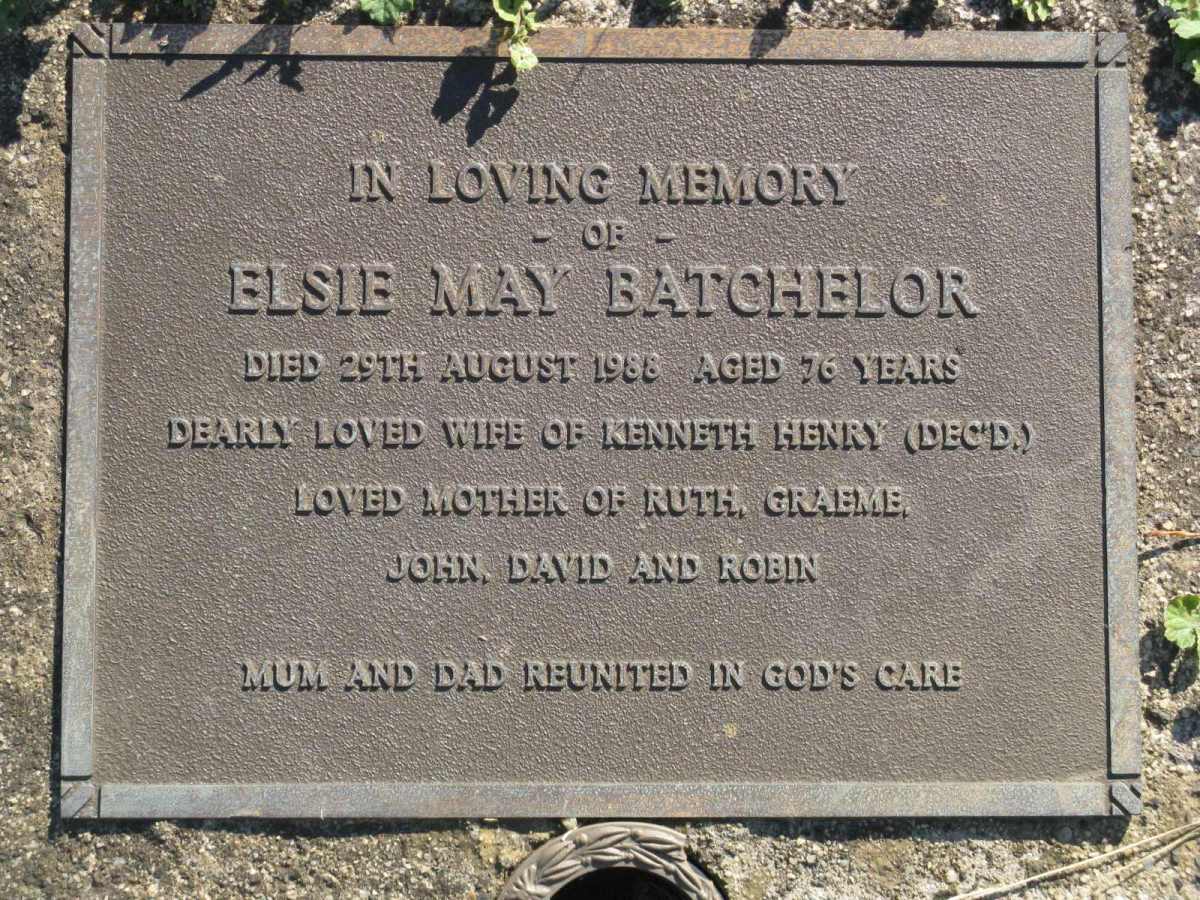 IN LOVING MEMORY
- OF -
ELSIE MAY BATCHELOR
DIED 29TH AUGUST 1988 AGED 76 YEARS
DEARLY LOVED WIFE OF KENNETH HENRY (DEC'D.)
LOVED MOTHER OF RUTH, GRAEME,
JOHN, DAVID AND ROBIN
MUM AND DAD REUNITED IN GOD'S CARE